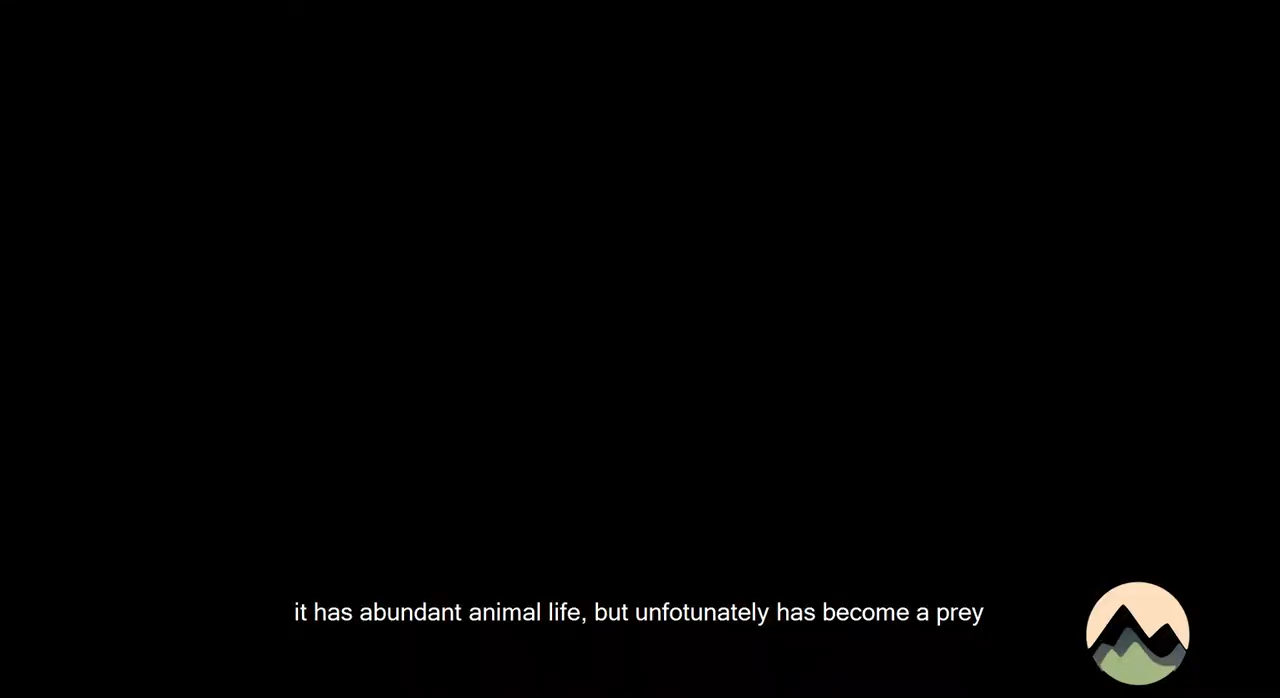 it has abundant animal life, but unfotunately has become a prey